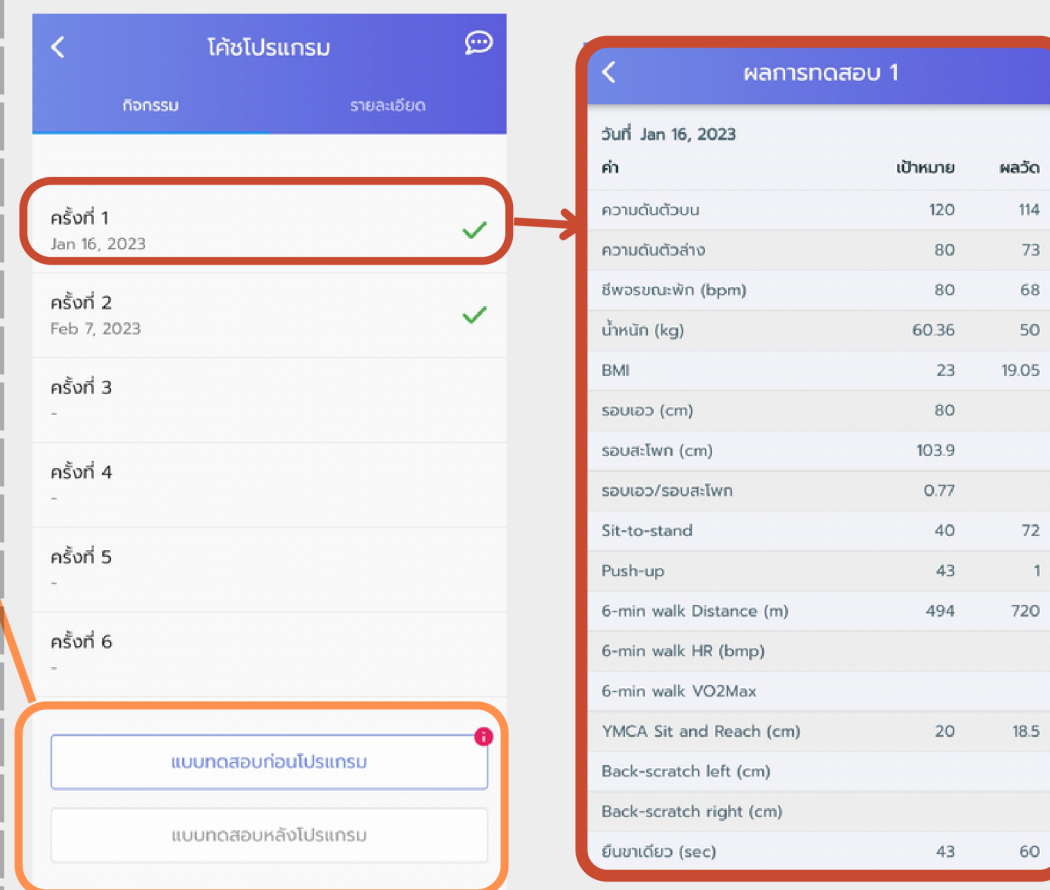 โค้ชโปรแกรม
กิจกรรม รายละเอียด
ครั้งที่ 1
Jan 16, 2023
ครั้งที่ 2
Feb 7, 2023
ครั้งที่ 3
-
ครั้งที่ 4
-
ครั้งที่ 5
-
ครั้งที่ 6
-
แบบทดสอบก่อนโปรแกรม
แบบทดสอบหลังโปรแกรม
ผลการทดสอบ 1
วันที่ Jan 16, 2023
ค่า เป้าหมาย ผลวัด
ความดันตัวบน 120 114
ความดันตัวล่าง 80 73
ชีพจรขณะพัก (bpm) 80 68
น้ำหนัก (kg) 60.36 50
BMI 23 19.05
รอบเอว (cm) 80
รอบสะโพก (cm) 103.9
รอบเอว/รอบสะโพก 0.77
Sit-to-stand 40 72
Push-up 43 1
6-min walk Distance (m) 494 720
6-min walk HR (bmp)
6-min walk VO2Max
YMCA Sit and Reach (cm) 20 18.5
Back-scratch left (cm)
Back-scratch right (cm)
ยืนขาเดียว (sec) 43 60